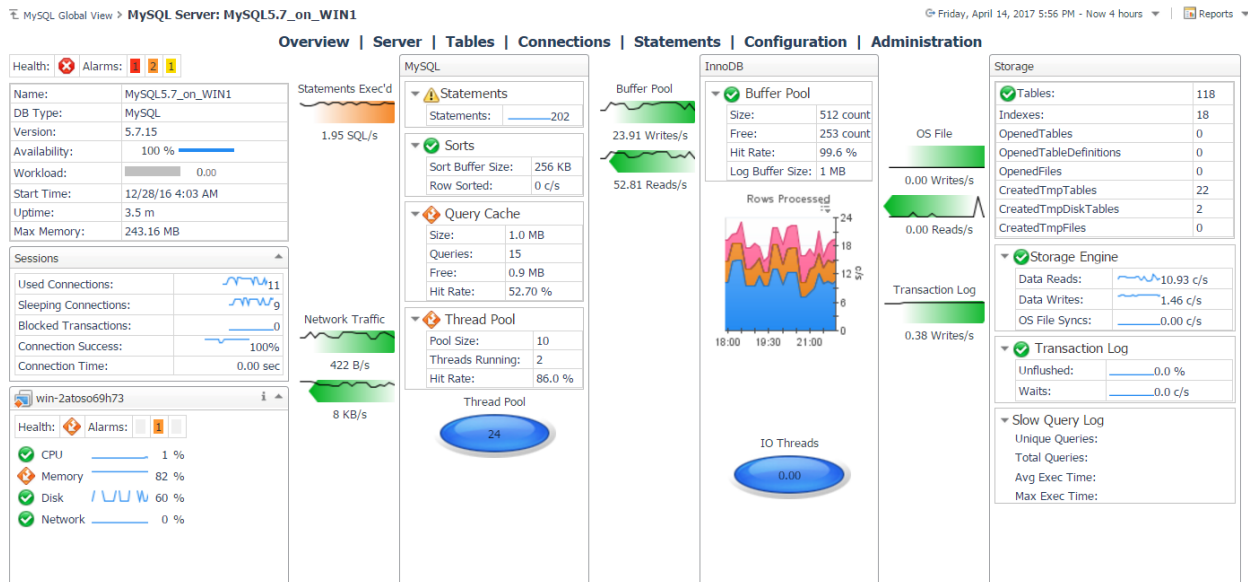 MySQL Global View > MySQL Server: MySQL5.7_on_WIN1
Friday, April 14, 2017 5:56 PM - Now 4 hours
Reports
Overview | Server | Tables | Connections | Statements | Configuration | Administration
Health: Alarms: 1 2 1
Name: MySQL5.7_on_WIN1
DB Type: MySQL
Version: 5.7.15
Availability: 100 %
Workload: 0.00
Start Time: 12/28/16 4:03 AM
Uptime: 3.5 m
Max Memory: 243.16 MB
Sessions
Used Connections: 11
Sleeping Connections: 9
Blocked Transactions: 0
Connection Success: 100%
Connection Time: 0.00 sec
win-2atoso69h73
i
Health: Alarms: 1
CPU 1 %
Memory 82 %
Disk 60 %
Network 0 %
Statements Exec'd
1.95 SQL/s
Network Traffic
422 B/s
8 KB/s
MySQL
Statements
Statements: 202
Sorts
Sort Buffer Size: 256 KB
Row Sorted: 0 c/s
Query Cache
Size: 1.0 MB
Queries: 15
Free: 0.9 MB
Hit Rate: 52.70 %
Thread Pool
Pool Size: 10
Threads Running: 2
Hit Rate: 86.0 %
Thread Pool
24
Buffer Pool
23.91 Writes/s
52.81 Reads/s
InnoDB
Buffer Pool
Size: 512 count
Free: 253 count
Hit Rate: 99.6 %
Log Buffer Size: 1 MB
Rows Processed
24
18
12
6
0
c/s
18:00 19:30 21:00
IO Threads
0.00
OS File
0.00 Writes/s
0.00 Reads/s
Transaction Log
0.38 Writes/s
Storage
Tables: 118
Indexes: 18
OpenedTables 0
OpenedTableDefinitions 0
OpenedFiles 0
CreatedTmpTables 22
CreatedTmpDiskTables 2
CreatedTmpFiles 0
Storage Engine
Data Reads: 10.93 c/s
Data Writes: 1.46 c/s
OS File Syncs: 0.00 c/s
Transaction Log
Unflushed: 0.0 %
Waits: 0.0 c/s
Slow Query Log
Unique Queries:
Total Queries:
Avg Exec Time:
Max Exec Time: